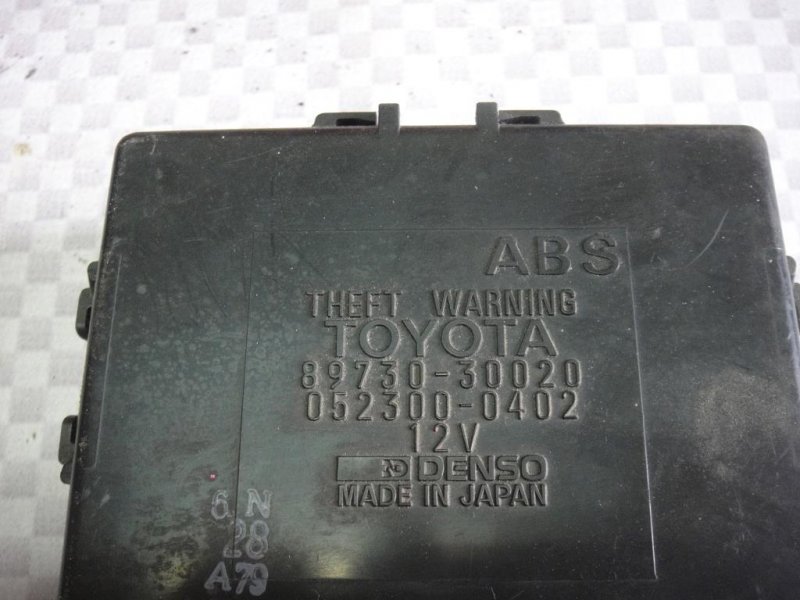 ABS
THEFT WARNING
TOYOTA
89730-30020
052300-0402
12V
DENSO
MADE IN JAPAN
6 N
28
A79